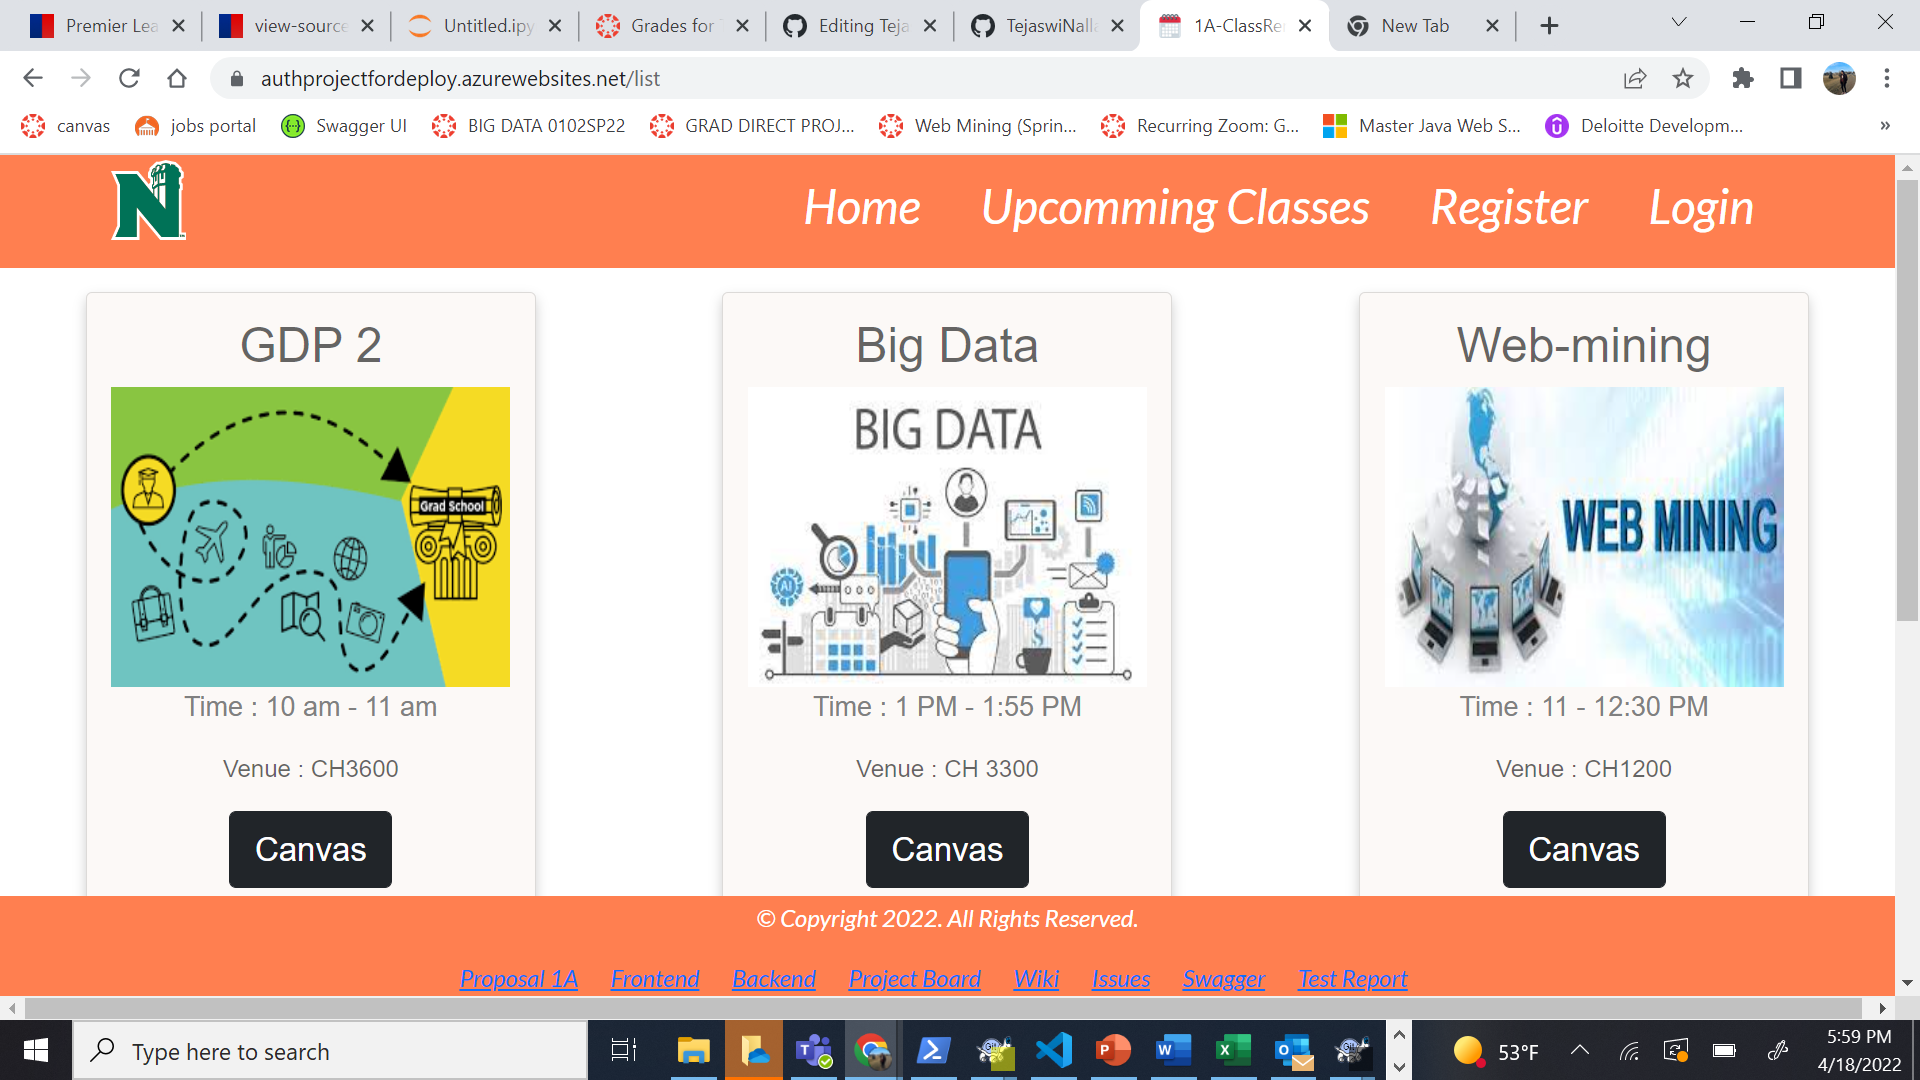 Premier Lea
view-source
Untitled.ipy
Grades for
Editing Teja
TejaswiNalla
1A-ClassRe
New Tab
authprojectfordeploy.azurewebsites.net/list
canvas
jobs portal
Swagger UI
BIG DATA 0102SP22
GRAD DIRECT PROJ...
Web Mining (Sprin...
Recurring Zoom: G...
Master Java Web S...
Deloitte Developm...
»
N
Home
Upcomming Classes
Register
Login
GDP 2
Grad School
Time : 10 am - 11 am
Venue : CH3600
Canvas
Big Data
BIG DATA
AI
Time : 1 PM - 1:55 PM
Venue : CH 3300
Canvas
Web-mining
WEB MINING
Time : 11 - 12:30 PM
Venue : CH1200
Canvas
© Copyright 2022. All Rights Reserved.
Proposal 1A Frontend Backend Project Board Wiki Issues Swagger Test Report
Type here to search
53°F
5:59 PM
4/18/2022